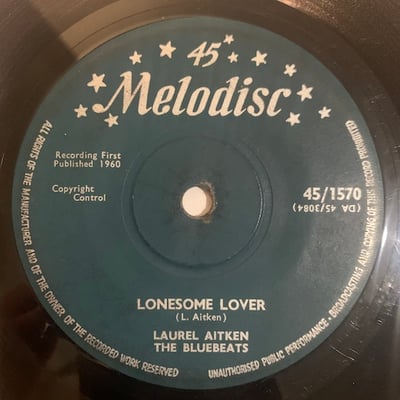 45
Melodisc
Recording First
Published 1960
Copyright
Control
45/1570
(DA 45/3084)
LONESOME LOVER
(L. Aitken)
LAUREL AITKEN
THE BLUEBEATS
ALL RIGHTS OF THE MANUFACTURER AND OF THE OWNER OF THE RECORDED WORK RESERVED
UNAUTHORISED PUBLIC PERFORMANCE - BROADCASTING AND COPYING OF THIS RECORD PROHIBITED